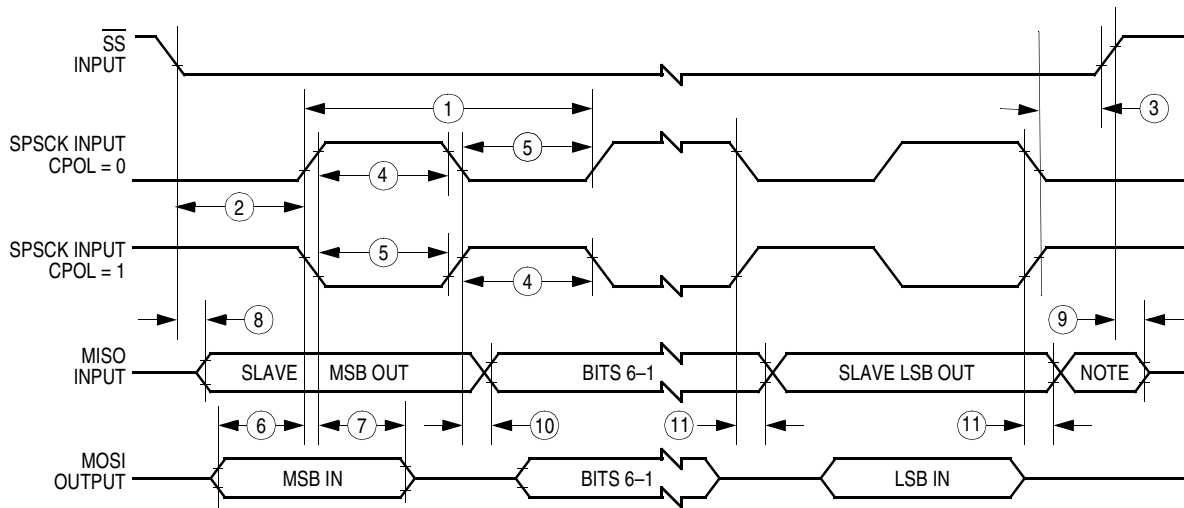 SS
INPUT
1
3
SPSCK INPUT
CPOL = 0
5
4
2
SPSCK INPUT
CPOL = 1
5
4
8
9
MISO
INPUT
SLAVE MSB OUT
BITS 6–1
SLAVE LSB OUT
NOTE
6
7
10
11
11
MOSI
OUTPUT
MSB IN
BITS 6–1
LSB IN